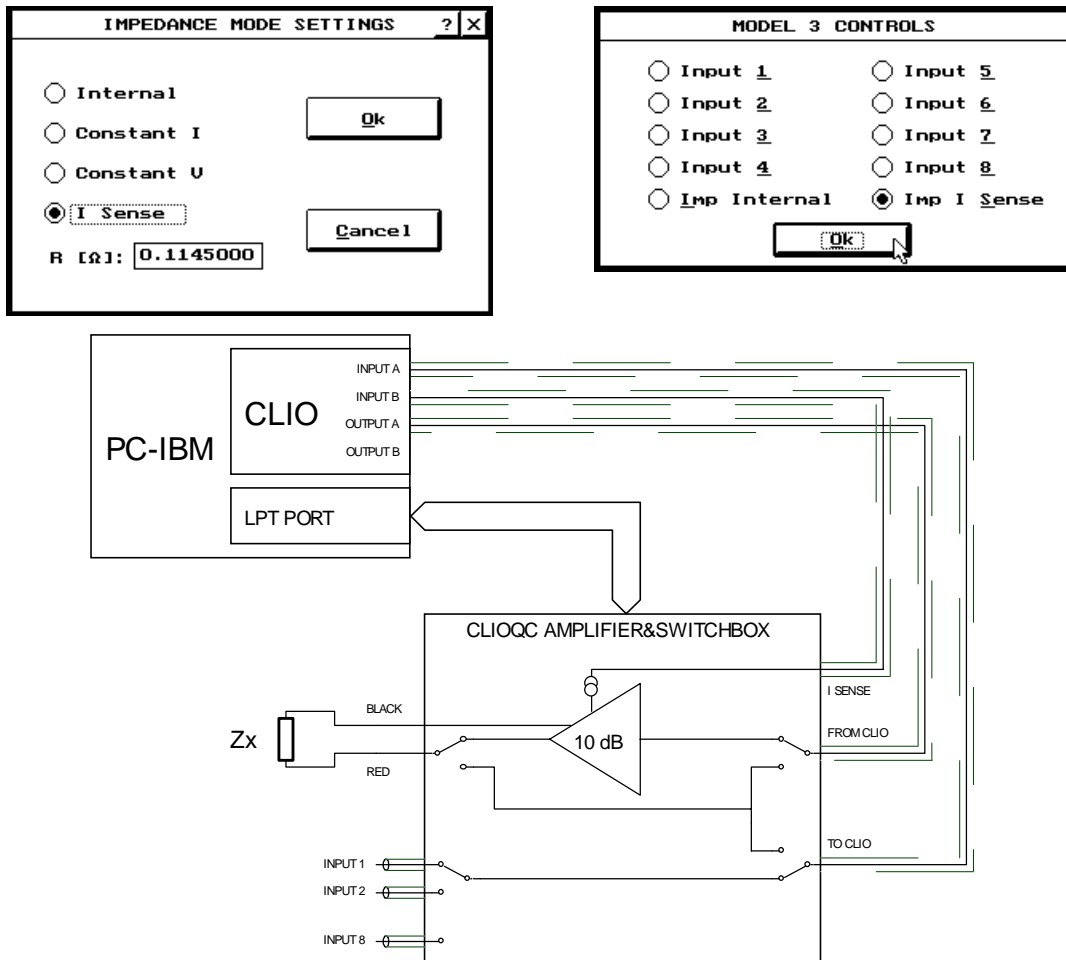 IMPEDANCE MODE SETTINGS ? X
Internal
Constant I
Constant V
I Sense
R [Ω]: 0.1145000
Ok
Cancel
MODEL 3 CONTROLS
Input 1
Input 2
Input 3
Input 4
Imp Internal
Input 5
Input 6
Input 7
Input 8
Imp I Sense
Ok
PC-IBM
CLIO
INPUT A
INPUT B
OUTPUT A
OUTPUT B
LPT PORT
CLIOQC AMPLIFIER&SWITCHBOX
I SENSE
FROM CLIO
TO CLIO
10 dB
BLACK
Zx
RED
INPUT 1
INPUT 2
INPUT 8